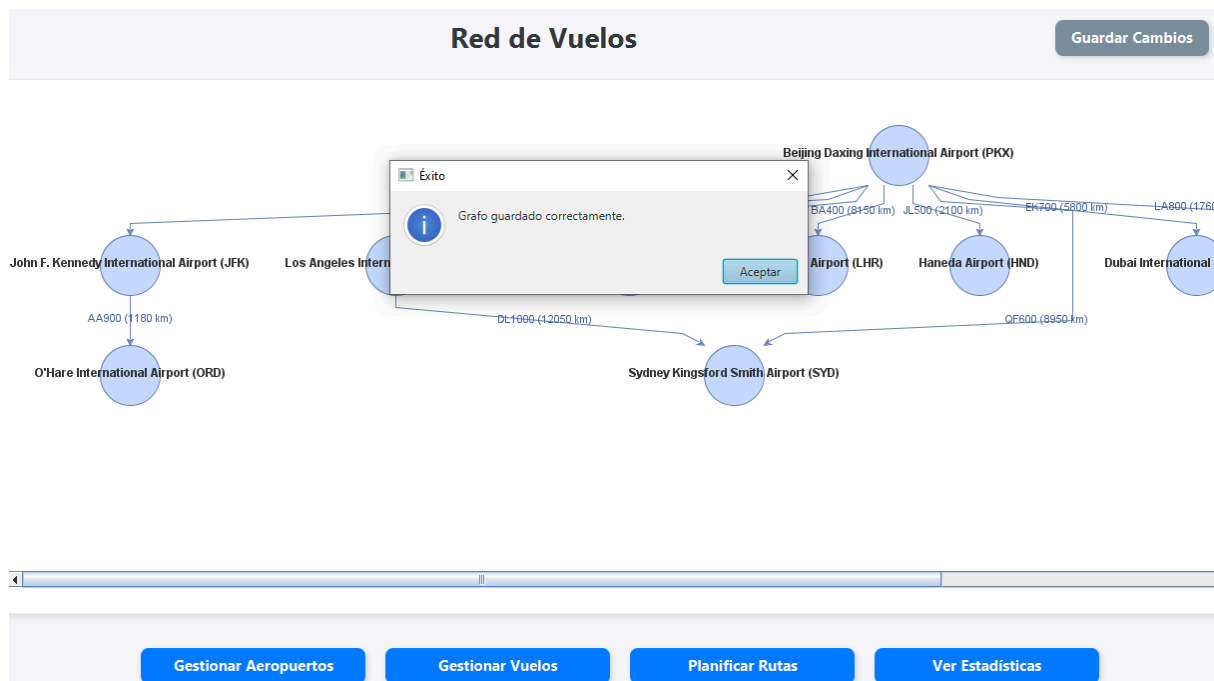 Red de Vuelos
Guardar Cambios
Beijing Daxing International Airport (PKX)
Éxito
Grafo guardado correctamente.
Aceptar
BA400 (8150 km)
JL500 (2100 km)
EK700 (5800 km)
LA800 (1760
John F. Kennedy International Airport (JFK)
Los Angeles Intern
Airport (LHR)
Haneda Airport (HND)
Dubai International
AA900 (1180 km)
DL1000 (12050 km)
QF600 (8950 km)
O'Hare International Airport (ORD)
Sydney Kingsford Smith Airport (SYD)
Gestionar Aeropuertos
Gestionar Vuelos
Planificar Rutas
Ver Estadísticas